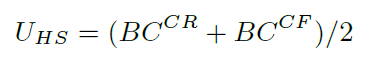 U_{HS} = (BC^{CR} + BC^{CF})/2